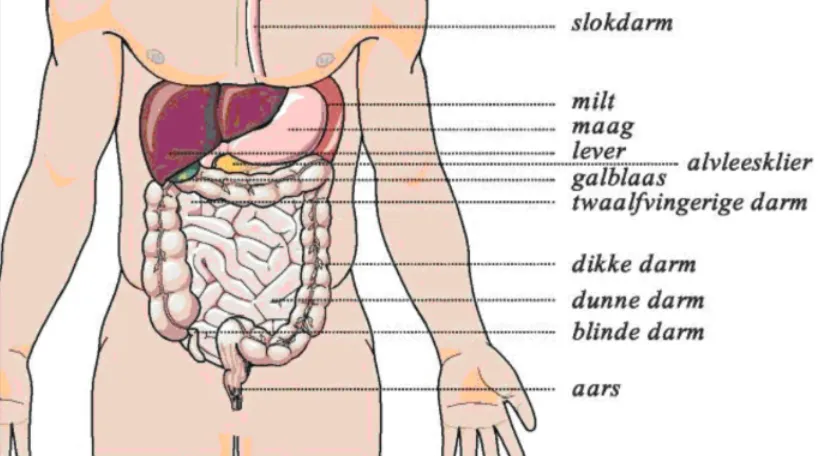 slokdarm
milt
maag
lever
alvleesklier
galblaas
twaalfvingerige darm
dikke darm
dunne darm
blinde darm
aars